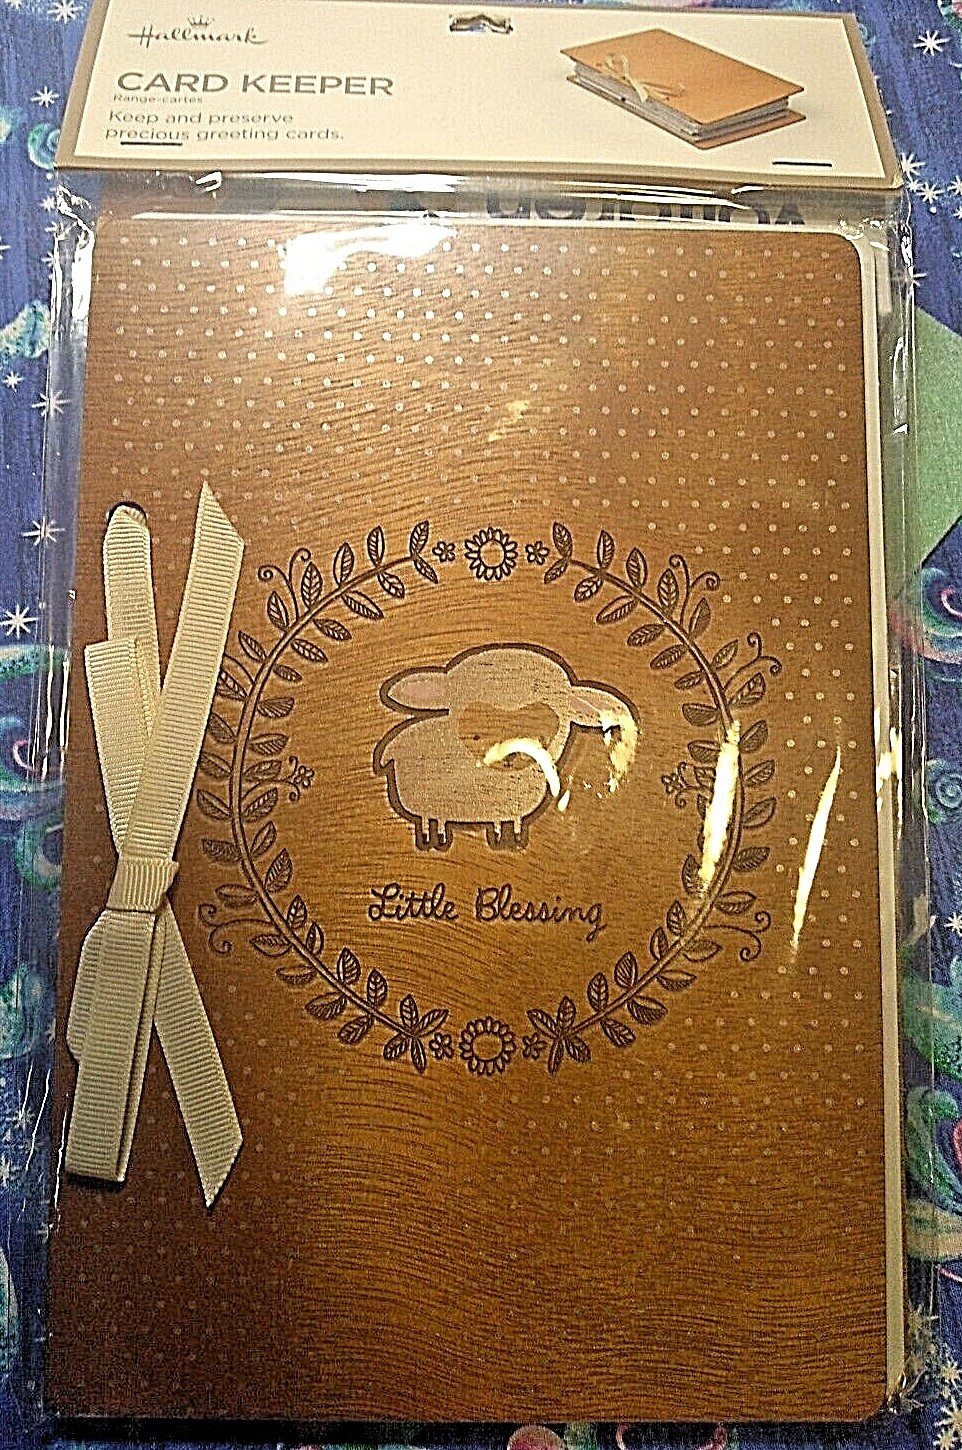 Hallmark
CARD KEEPER
Range-cartes
Keep and preserve
precious greeting cards.
Little Blessing